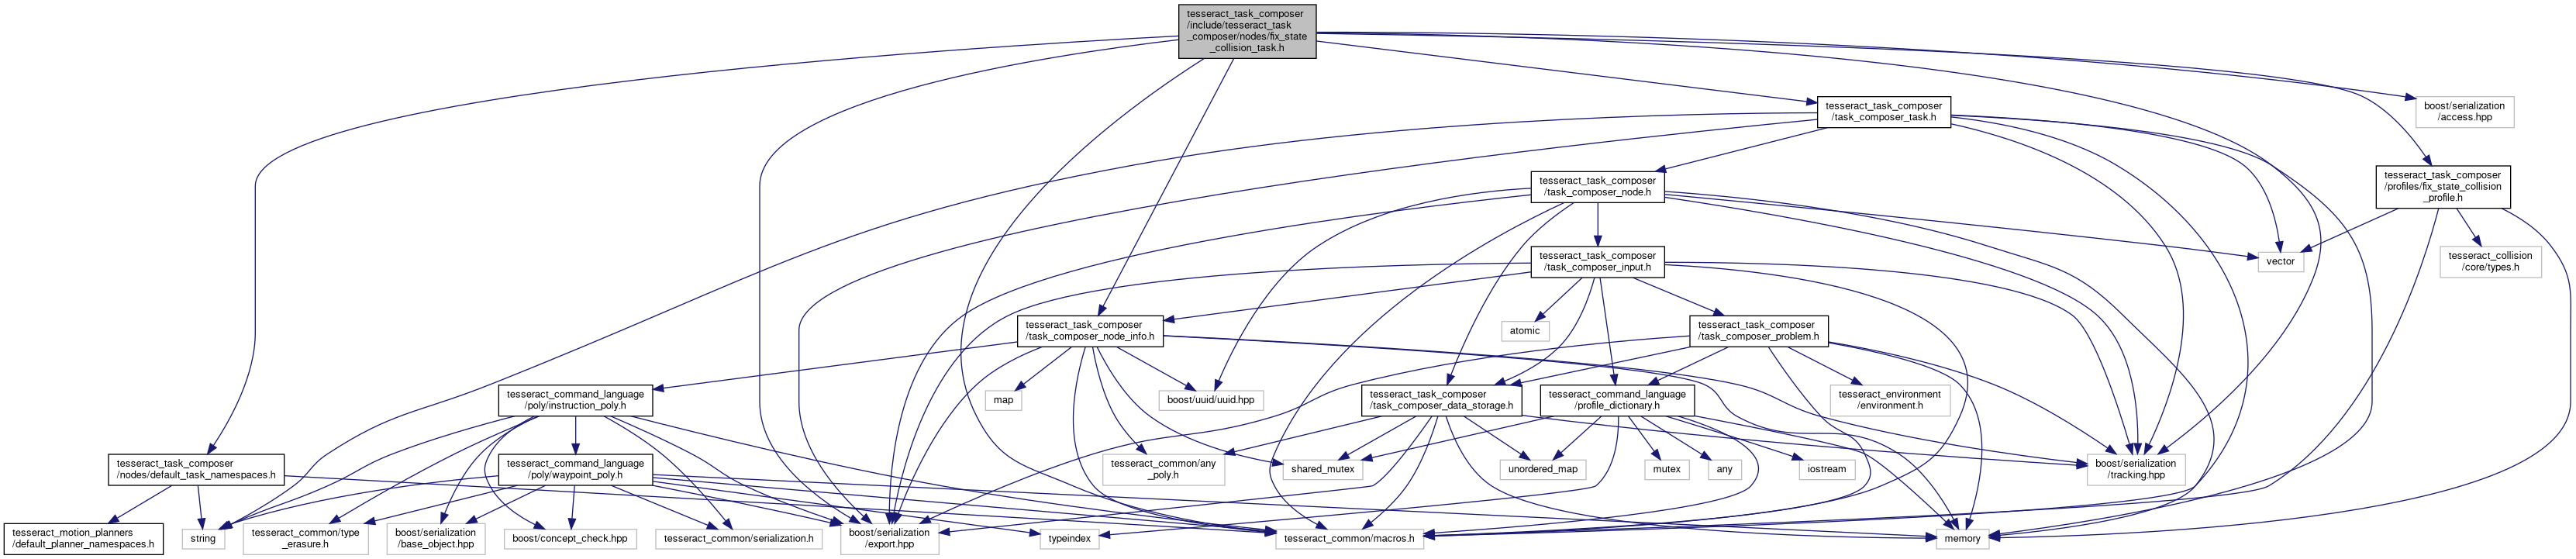 tesseract_task_composer
/include/tesseract_task
_composer/nodes/fix_state
_collision_task.h
tesseract_task_composer
/task_composer_task.h
boost/serialization
/access.hpp
tesseract_task_composer
/task_composer_node.h
tesseract_task_composer
/profiles/fix_state_collision
_profile.h
tesseract_task_composer
/task_composer_input.h
vector
tesseract_collision
/core/types.h
tesseract_task_composer
/task_composer_node_info.h
atomic
tesseract_task_composer
/task_composer_problem.h
tesseract_command_language
/poly/instruction_poly.h
map
boost/uuid/uuid.hpp
tesseract_task_composer
/task_composer_data_storage.h
tesseract_command_language
/profile_dictionary.h
tesseract_environment
/environment.h
tesseract_task_composer
/nodes/default_task_namespaces.h
tesseract_command_language
/poly/waypoint_poly.h
tesseract_common/any
_poly.h
shared_mutex
unordered_map
mutex
any
iostream
boost/serialization
/tracking.hpp
tesseract_motion_planners
/default_planner_namespaces.h
string
tesseract_common/type
_erasure.h
boost/serialization
/base_object.hpp
boost/concept_check.hpp
tesseract_common/serialization.h
boost/serialization
/export.hpp
typeindex
tesseract_common/macros.h
memory